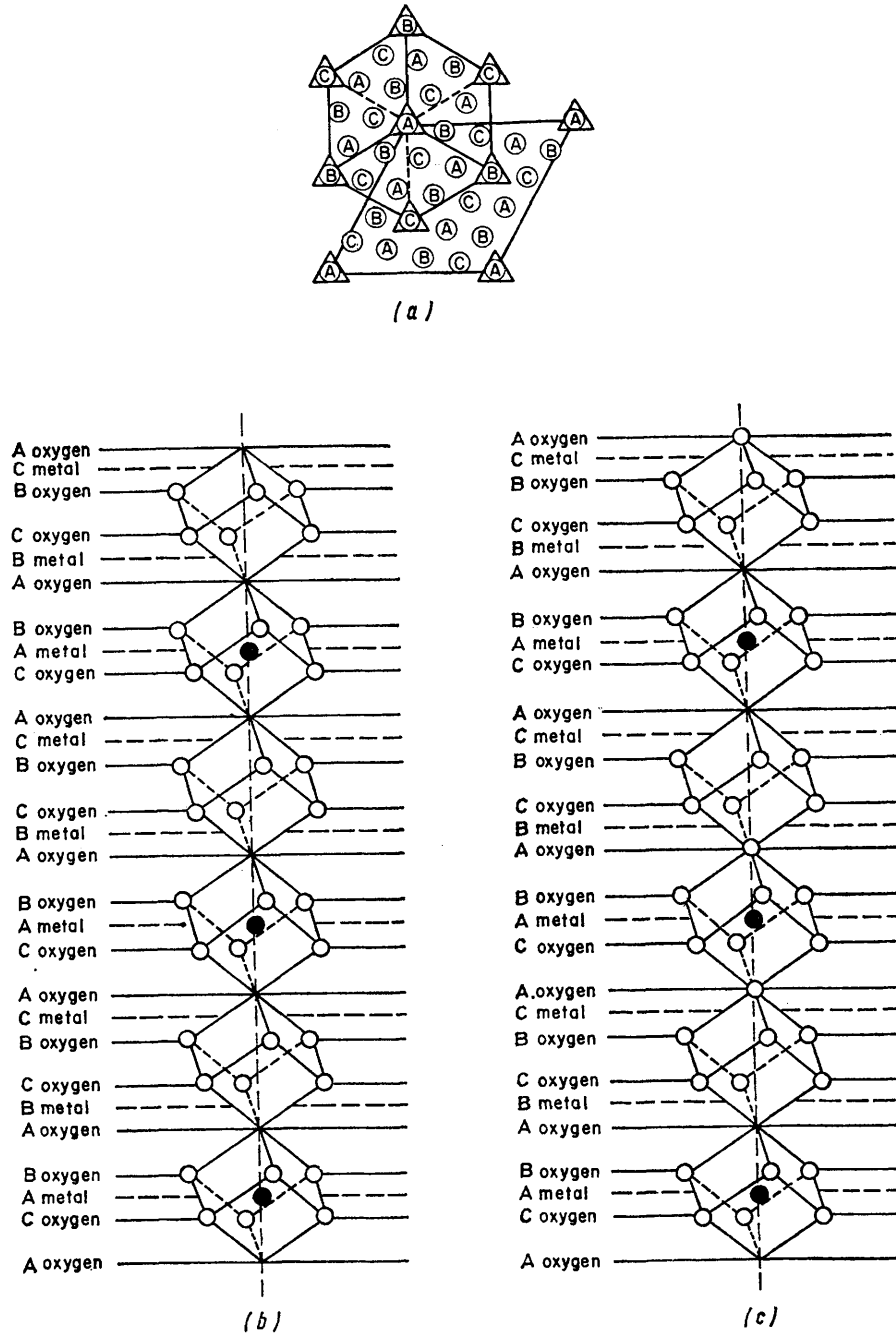 B
C A B
C A B C A C
B C A B C A B A
A B C A B C
B C A B C A
B C A B
C A B C
A A
(a)
A oxygen
C metal
B oxygen
C oxygen
B metal
A oxygen
B oxygen
A metal
C oxygen
A oxygen
C metal
B oxygen
C oxygen
B metal
A oxygen
B oxygen
A metal
C oxygen
A oxygen
C metal
B oxygen
C oxygen
B metal
A oxygen
B oxygen
A metal
C oxygen
A oxygen
(b)
A oxygen
C metal
B oxygen
C oxygen
B metal
A oxygen
B oxygen
A metal
C oxygen
A oxygen
C metal
B oxygen
C oxygen
B metal
A oxygen
B oxygen
A metal
C oxygen
A.oxygen
C metal
B oxygen
C oxygen
B metal
A oxygen
B oxygen
A metal
C oxygen
A oxygen
(c)